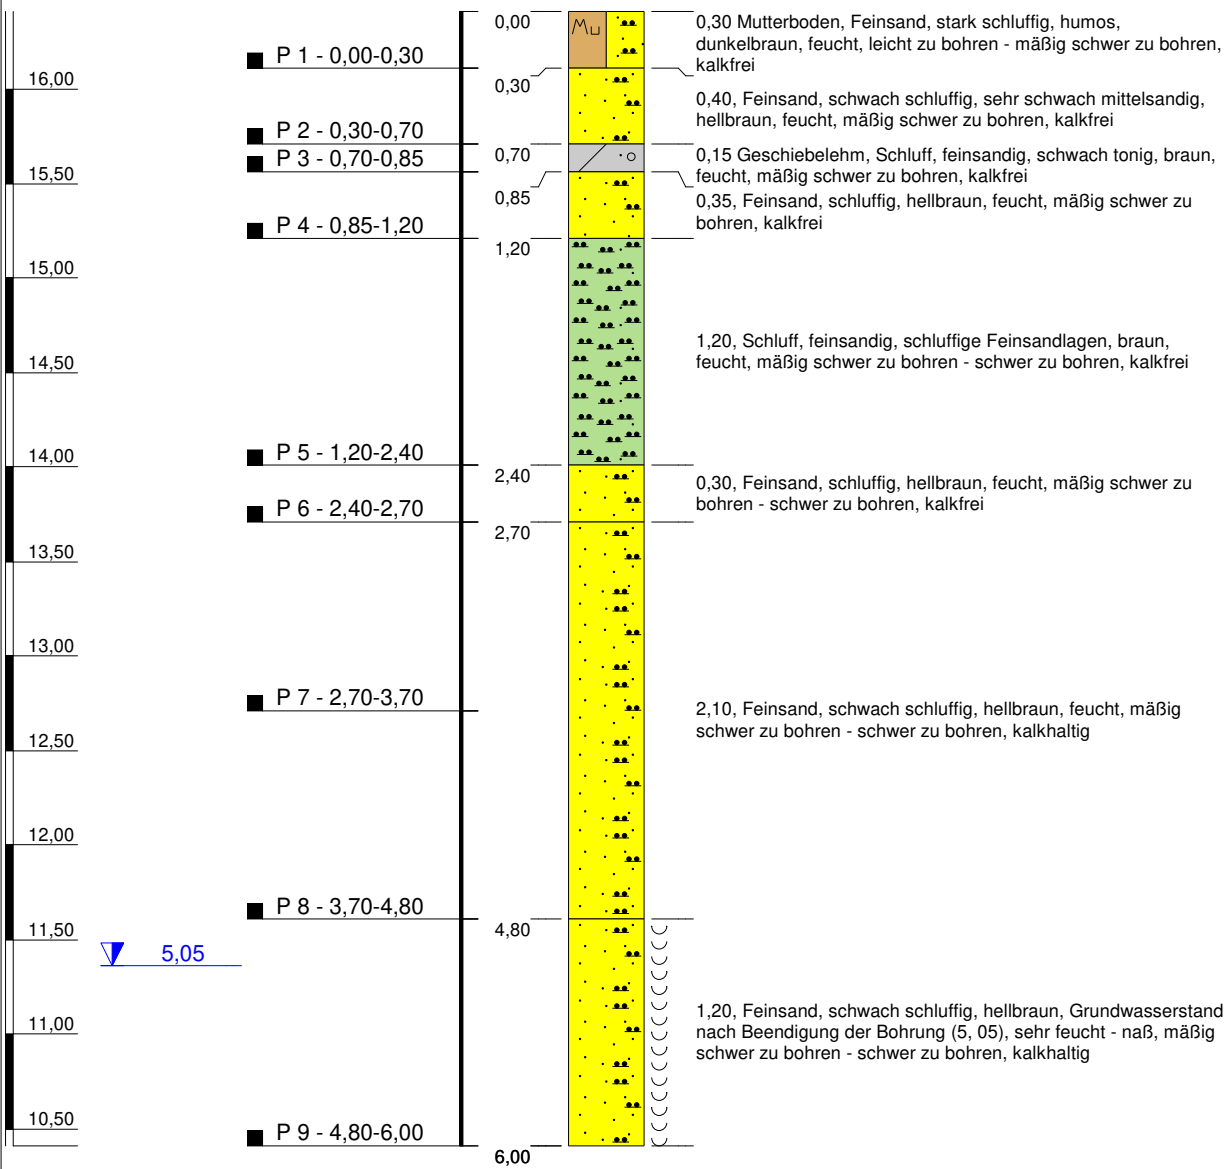 0,00
Mu
0,30 Mutterboden, Feinsand, stark schluffig, humos,
dunkelbraun, feucht, leicht zu bohren - mäßig schwer zu bohren,
kalkfrei
P 1 - 0,00-0,30
16,00
0,30
0,40, Feinsand, schwach schluffig, sehr schwach mittelsandig,
hellbraun, feucht, mäßig schwer zu bohren, kalkfrei
P 2 - 0,30-0,70
0,70
0,15 Geschiebelehm, Schluff, feinsandig, schwach tonig, braun,
feucht, mäßig schwer zu bohren, kalkfrei
P 3 - 0,70-0,85
15,50
0,85
0,35, Feinsand, schluffig, hellbraun, feucht, mäßig schwer zu
bohren, kalkfrei
P 4 - 0,85-1,20
1,20
15,00
1,20, Schluff, feinsandig, schluffige Feinsandlagen, braun,
feucht, mäßig schwer zu bohren - schwer zu bohren, kalkfrei
14,50
P 5 - 1,20-2,40
14,00
2,40
0,30, Feinsand, schluffig, hellbraun, feucht, mäßig schwer zu
bohren - schwer zu bohren, kalkfrei
P 6 - 2,40-2,70
2,70
13,50
13,00
P 7 - 2,70-3,70
2,10, Feinsand, schwach schluffig, hellbraun, feucht, mäßig
schwer zu bohren - schwer zu bohren, kalkhaltig
12,50
12,00
P 8 - 3,70-4,80
4,80
11,50
5,05
1,20, Feinsand, schwach schluffig, hellbraun, Grundwasserstand
nach Beendigung der Bohrung (5, 05), sehr feucht - naß, mäßig
schwer zu bohren - schwer zu bohren, kalkhaltig
11,00
10,50
P 9 - 4,80-6,00
6,00